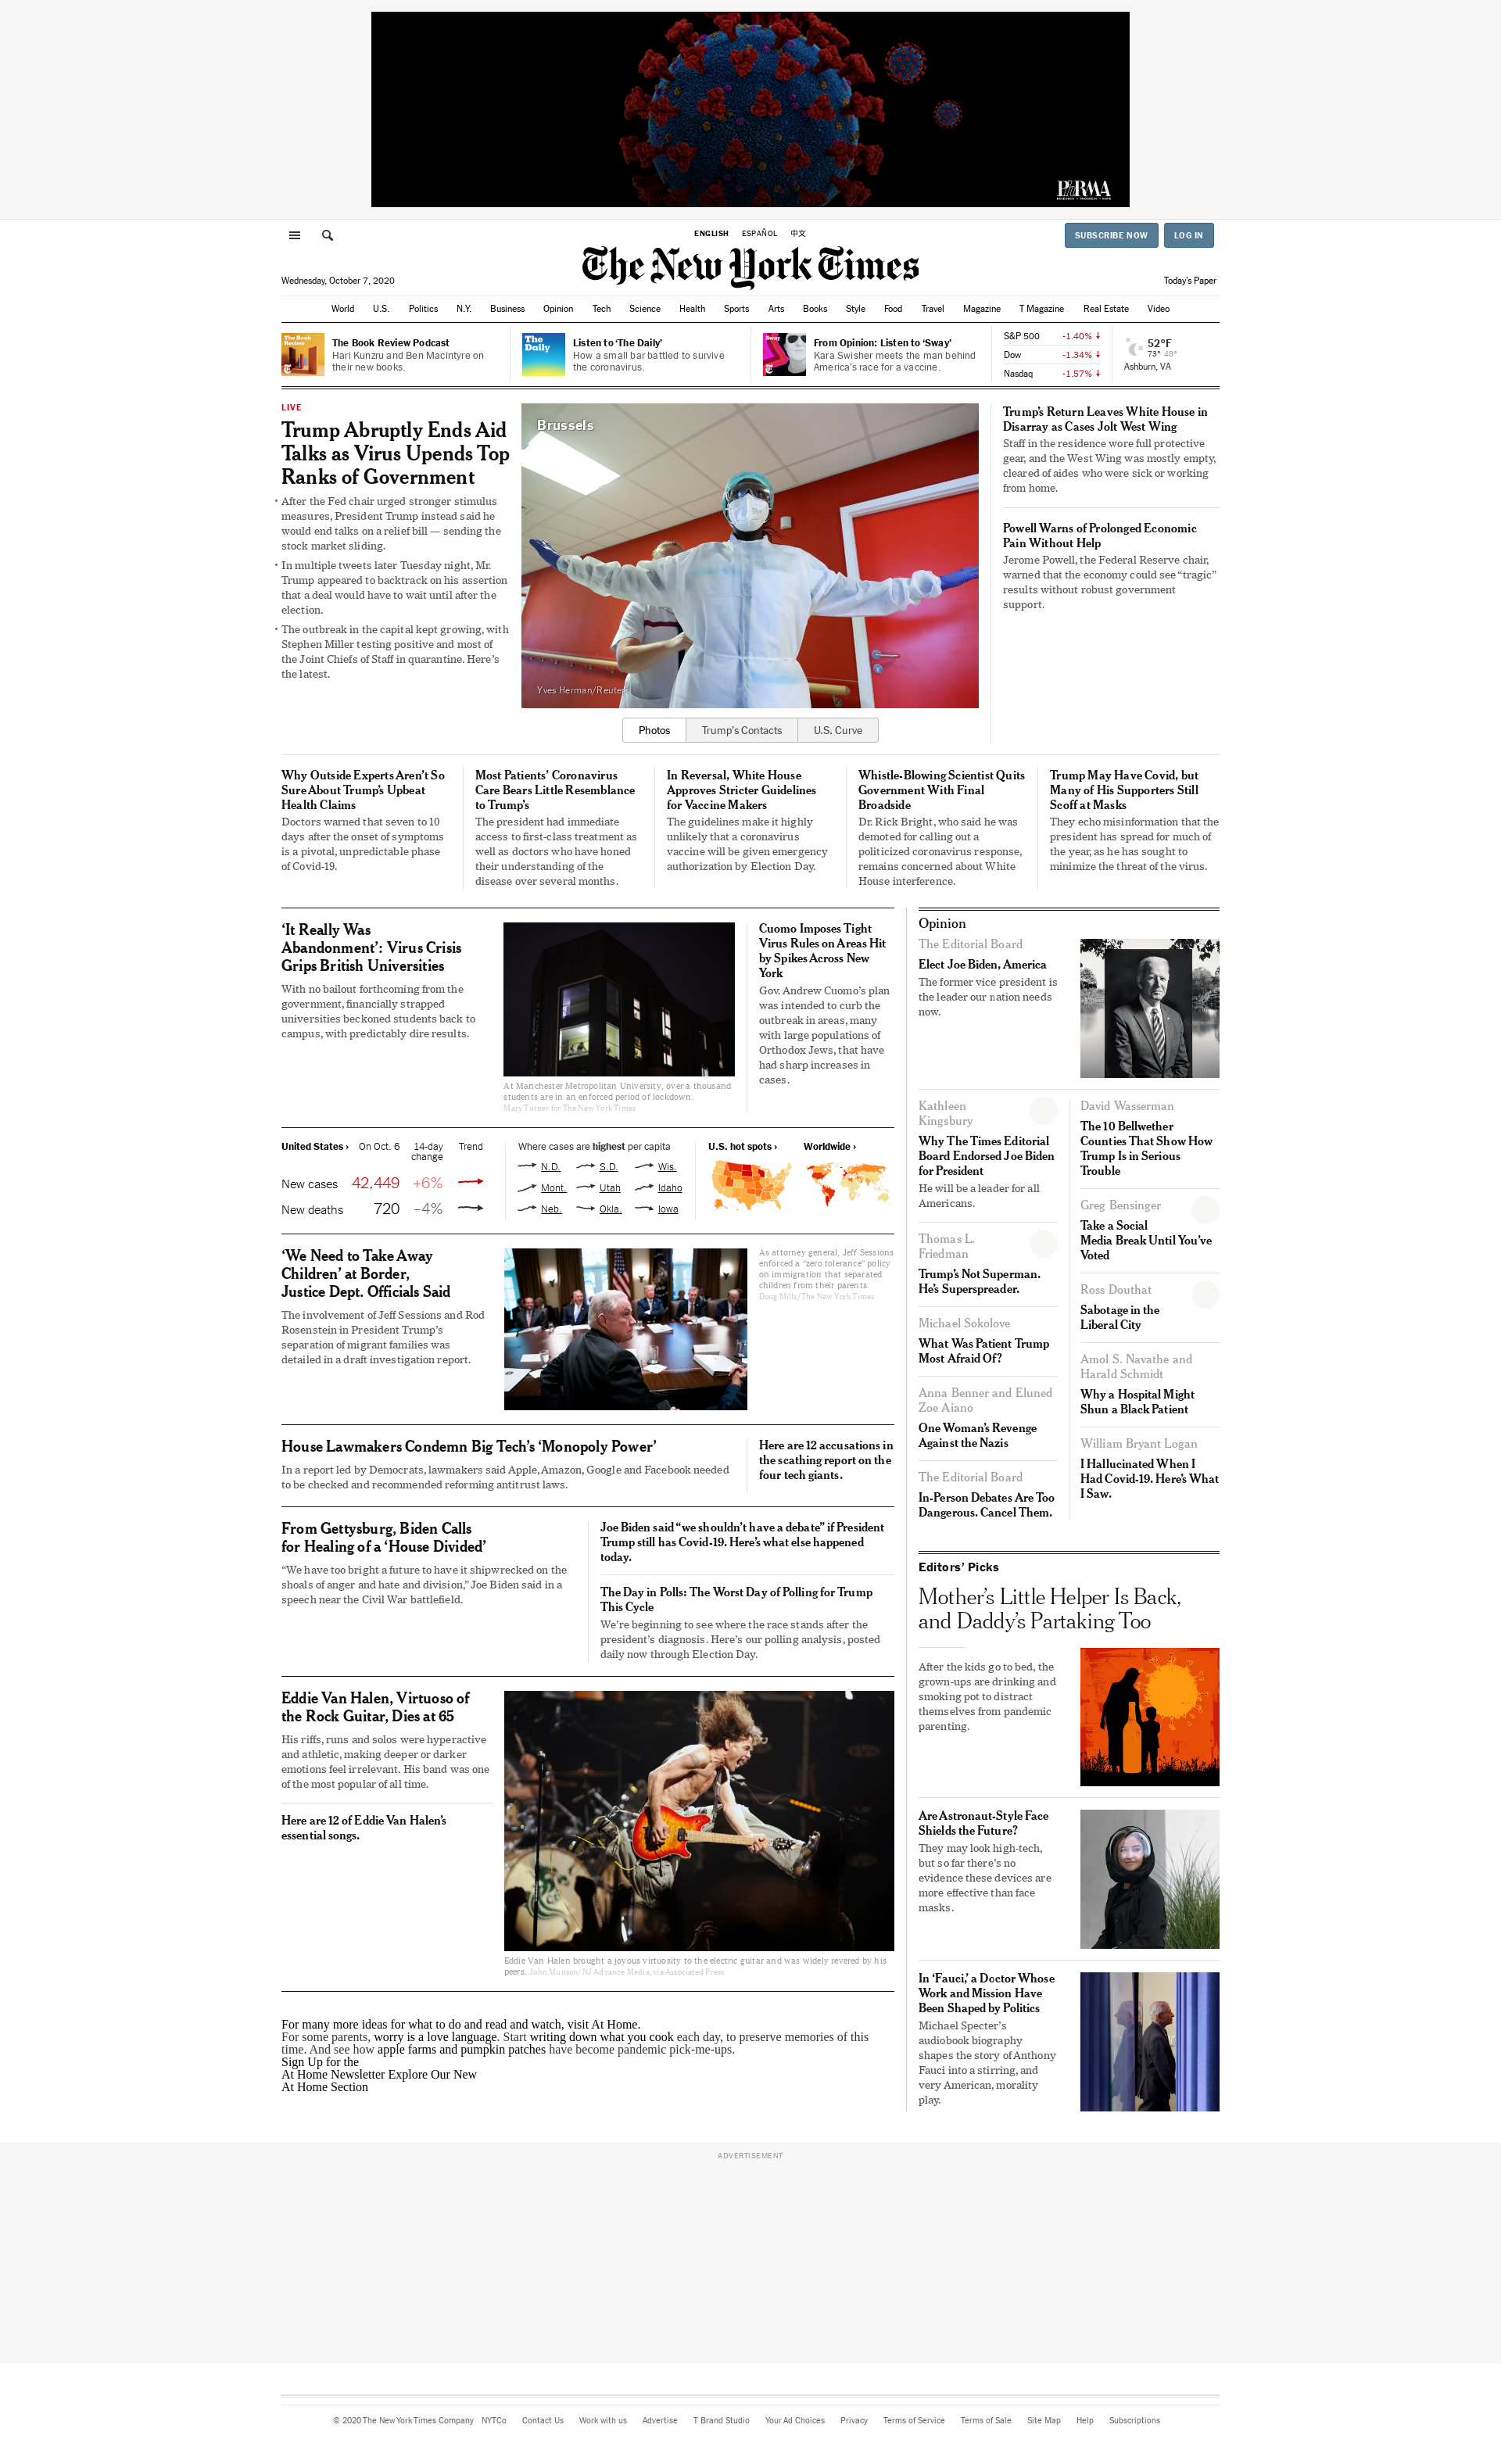 PhRMA
RESEARCH • PROGRESS • HOPE
ENGLISH ESPAÑOL 中文
SUBSCRIBE NOW LOG IN
The New York Times
Wednesday, October 7, 2020
Today's Paper
World U.S. Politics N.Y. Business Opinion Tech Science Health Sports Arts Books Style Food Travel Magazine T Magazine Real Estate Video
The Book Review
The Book Review Podcast
Hari Kunzru and Ben Macintyre on
their new books.
The
Daily
Listen to ‘The Daily’
How a small bar battled to survive
the coronavirus.
Sway
From Opinion: Listen to ‘Sway’
Kara Swisher meets the man behind
America’s race for a vaccine.
S&P 500 -1.40% ↓
Dow -1.34% ↓
Nasdaq -1.57% ↓
52°F
73° 48°
Ashburn, VA
LIVE
Trump Abruptly Ends Aid
Talks as Virus Upends Top
Ranks of Government
• After the Fed chair urged stronger stimulus
measures, President Trump instead said he
would end talks on a relief bill — sending the
stock market sliding.
• In multiple tweets later Tuesday night, Mr.
Trump appeared to backtrack on his assertion
that a deal would have to wait until after the
election.
• The outbreak in the capital kept growing, with
Stephen Miller testing positive and most of
the Joint Chiefs of Staff in quarantine. Here’s
the latest.
Brussels
Yves Herman/Reuters
Photos Trump's Contacts U.S. Curve
Trump’s Return Leaves White House in
Disarray as Cases Jolt West Wing
Staff in the residence wore full protective
gear, and the West Wing was mostly empty,
cleared of aides who were sick or working
from home.
Powell Warns of Prolonged Economic
Pain Without Help
Jerome Powell, the Federal Reserve chair,
warned that the economy could see “tragic”
results without robust government
support.
Why Outside Experts Aren’t So
Sure About Trump’s Upbeat
Health Claims
Doctors warned that seven to 10
days after the onset of symptoms
is a pivotal, unpredictable phase
of Covid-19.
Most Patients’ Coronavirus
Care Bears Little Resemblance
to Trump’s
The president had immediate
access to first-class treatment as
well as doctors who have honed
their understanding of the
disease over several months.
In Reversal, White House
Approves Stricter Guidelines
for Vaccine Makers
The guidelines make it highly
unlikely that a coronavirus
vaccine will be given emergency
authorization by Election Day.
Whistle-Blowing Scientist Quits
Government With Final
Broadside
Dr. Rick Bright, who said he was
demoted for calling out a
politicized coronavirus response,
remains concerned about White
House interference.
Trump May Have Covid, but
Many of His Supporters Still
Scoff at Masks
They echo misinformation that the
president has spread for much of
the year, as he has sought to
minimize the threat of the virus.
‘It Really Was
Abandonment’: Virus Crisis
Grips British Universities
With no bailout forthcoming from the
government, financially strapped
universities beckoned students back to
campus, with predictably dire results.
At Manchester Metropolitan University, over a thousand
students are in an enforced period of lockdown.
Mary Turner for The New York Times
Cuomo Imposes Tight
Virus Rules on Areas Hit
by Spikes Across New
York
Gov. Andrew Cuomo’s plan
was intended to curb the
outbreak in areas, many
with large populations of
Orthodox Jews, that have
had sharp increases in
cases.
United States › On Oct. 6 14-day
change Trend
New cases 42,449 +6%
New deaths 720 –4%
Where cases are highest per capita
N.D. S.D. Wis.
Mont. Utah Idaho
Neb. Okla. Iowa
U.S. hot spots › Worldwide ›
‘We Need to Take Away
Children’ at Border,
Justice Dept. Officials Said
The involvement of Jeff Sessions and Rod
Rosenstein in President Trump’s
separation of migrant families was
detailed in a draft investigation report.
As attorney general, Jeff Sessions
enforced a “zero tolerance” policy
on immigration that separated
children from their parents.
Doug Mills/The New York Times
House Lawmakers Condemn Big Tech’s ‘Monopoly Power’
In a report led by Democrats, lawmakers said Apple, Amazon, Google and Facebook needed
to be checked and recommended reforming antitrust laws.
Here are 12 accusations in
the scathing report on the
four tech giants.
From Gettysburg, Biden Calls
for Healing of a ‘House Divided’
“We have too bright a future to have it shipwrecked on the
shoals of anger and hate and division,” Joe Biden said in a
speech near the Civil War battlefield.
Joe Biden said “we shouldn’t have a debate” if President
Trump still has Covid-19. Here’s what else happened
today.
The Day in Polls: The Worst Day of Polling for Trump
This Cycle
We’re beginning to see where the race stands after the
president’s diagnosis. Here’s our polling analysis, posted
daily now through Election Day.
Eddie Van Halen, Virtuoso of
the Rock Guitar, Dies at 65
His riffs, runs and solos were hyperactive
and athletic, making deeper or darker
emotions feel irrelevant. His band was one
of the most popular of all time.
Here are 12 of Eddie Van Halen’s
essential songs.
Eddie Van Halen brought a joyous virtuosity to the electric guitar and was widely revered by his
peers. John Munson/NJ Advance Media, via Associated Press
For many more ideas for what to do and read and watch, visit At Home.
For some parents, worry is a love language. Start writing down what you cook each day, to preserve memories of this
time. And see how apple farms and pumpkin patches have become pandemic pick-me-ups.
Sign Up for the
At Home Newsletter Explore Our New
At Home Section
Opinion
The Editorial Board
Elect Joe Biden, America
The former vice president is
the leader our nation needs
now.
Kathleen
Kingsbury
Why The Times Editorial
Board Endorsed Joe Biden
for President
He will be a leader for all
Americans.
Thomas L.
Friedman
Trump’s Not Superman.
He’s Superspreader.
Michael Sokolove
What Was Patient Trump
Most Afraid Of?
Anna Benner and Eluned
Zoe Aiano
One Woman’s Revenge
Against the Nazis
The Editorial Board
In-Person Debates Are Too
Dangerous. Cancel Them.
David Wasserman
The 10 Bellwether
Counties That Show How
Trump Is in Serious
Trouble
Greg Bensinger
Take a Social
Media Break Until You’ve
Voted
Ross Douthat
Sabotage in the
Liberal City
Amol S. Navathe and
Harald Schmidt
Why a Hospital Might
Shun a Black Patient
William Bryant Logan
I Hallucinated When I
Had Covid-19. Here’s What
I Saw.
Editors’ Picks
Mother’s Little Helper Is Back,
and Daddy’s Partaking Too
After the kids go to bed, the
grown-ups are drinking and
smoking pot to distract
themselves from pandemic
parenting.
Are Astronaut-Style Face
Shields the Future?
They may look high-tech,
but so far there’s no
evidence these devices are
more effective than face
masks.
In ‘Fauci,’ a Doctor Whose
Work and Mission Have
Been Shaped by Politics
Michael Specter’s
audiobook biography
shapes the story of Anthony
Fauci into a stirring, and
very American, morality
play.
ADVERTISEMENT
© 2020 The New York Times Company NYTCo Contact Us Work with us Advertise T Brand Studio Your Ad Choices Privacy Terms of Service Terms of Sale Site Map Help Subscriptions